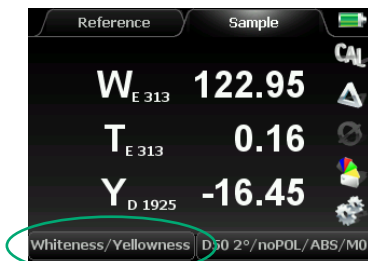 Reference Sample
CAL
W E 313 122.95
T E 313 0.16
Y D 1925 -16.45
Whiteness/Yellowness D50 2°/noPOL/ABS/M0